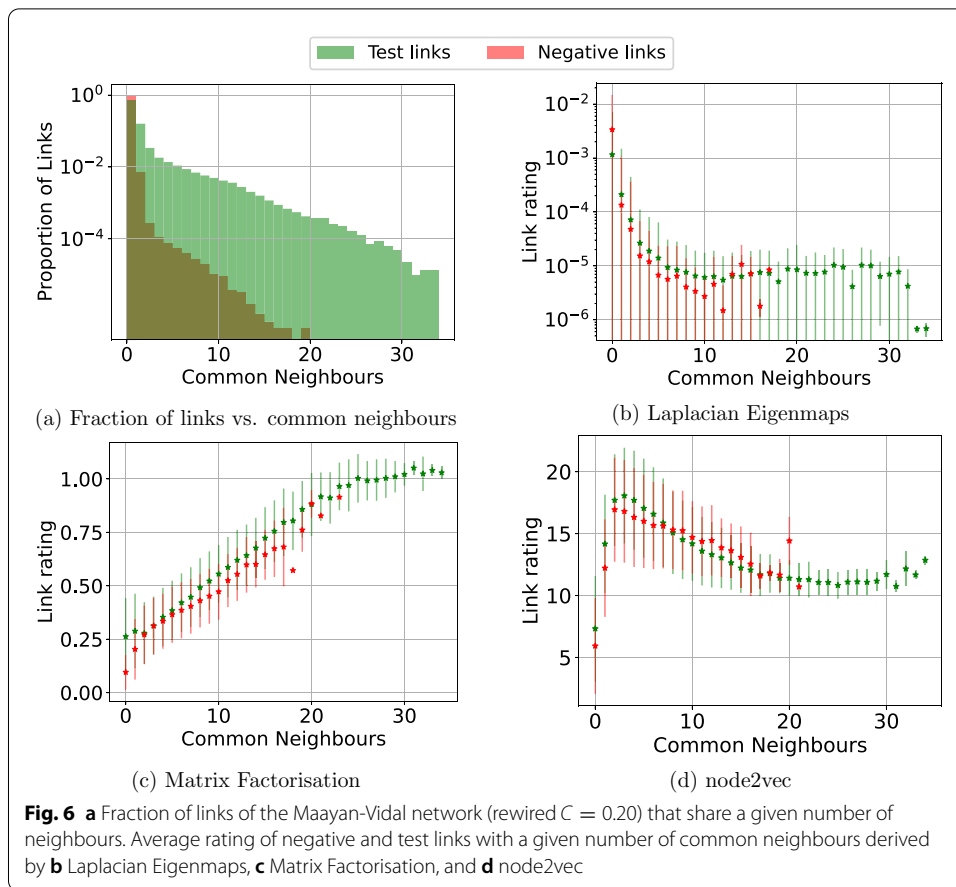 Test links Negative links
10⁰
10⁻²
10⁻⁴
Proportion of Links
0 10 20 30
Common Neighbours
(a) Fraction of links vs. common neighbours
10⁻²
10⁻³
10⁻⁴
10⁻⁵
10⁻⁶
Link rating
0 10 20 30
Common Neighbours
(b) Laplacian Eigenmaps
1.00
0.75
0.50
0.25
0.00
Link rating
0 10 20 30
Common Neighbours
(c) Matrix Factorisation
20
15
10
5
Link rating
0 10 20 30
Common Neighbours
(d) node2vec
Fig. 6 a Fraction of links of the Maayan-Vidal network (rewired C = 0.20) that share a given number of
neighbours. Average rating of negative and test links with a given number of common neighbours derived
by b Laplacian Eigenmaps, c Matrix Factorisation, and d node2vec